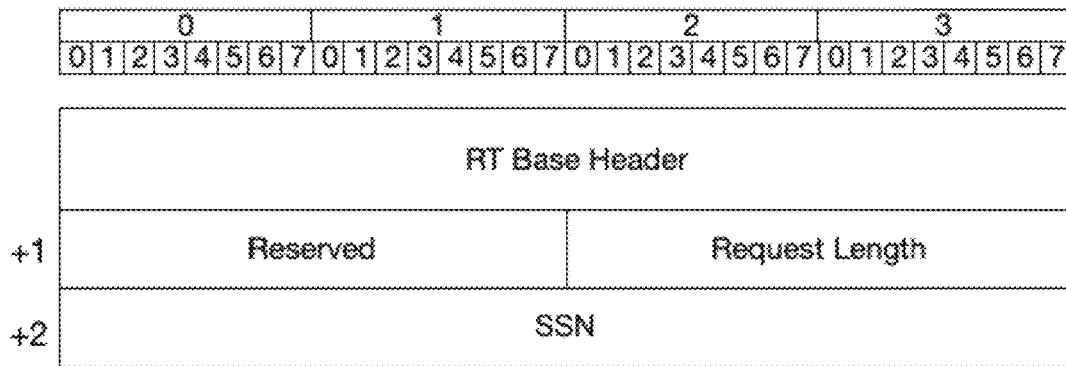 0 1 2 3
0 1 2 3 4 5 6 7 0 1 2 3 4 5 6 7 0 1 2 3 4 5 6 7 0 1 2 3 4 5 6 7
RT Base Header
+1 Reserved Request Length
+2 SSN